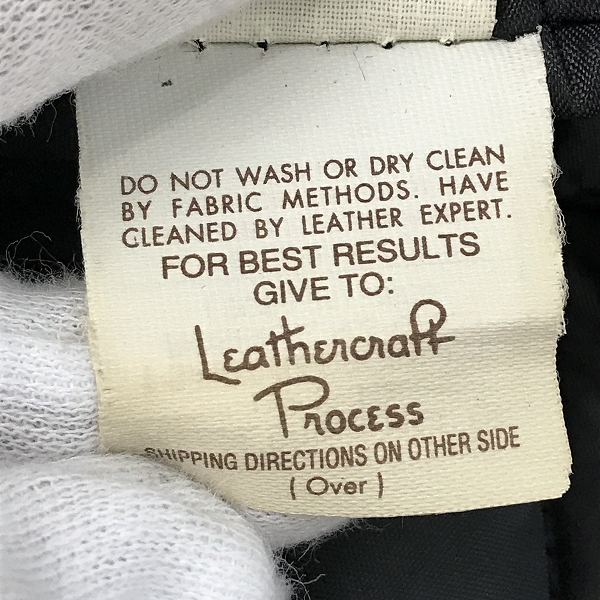 DO NOT WASH OR DRY CLEAN
BY FABRIC METHODS. HAVE
CLEANED BY LEATHER EXPERT.
FOR BEST RESULTS
GIVE TO:
Leathercraft
Process
SHIPPING DIRECTIONS ON OTHER SIDE
(Over)